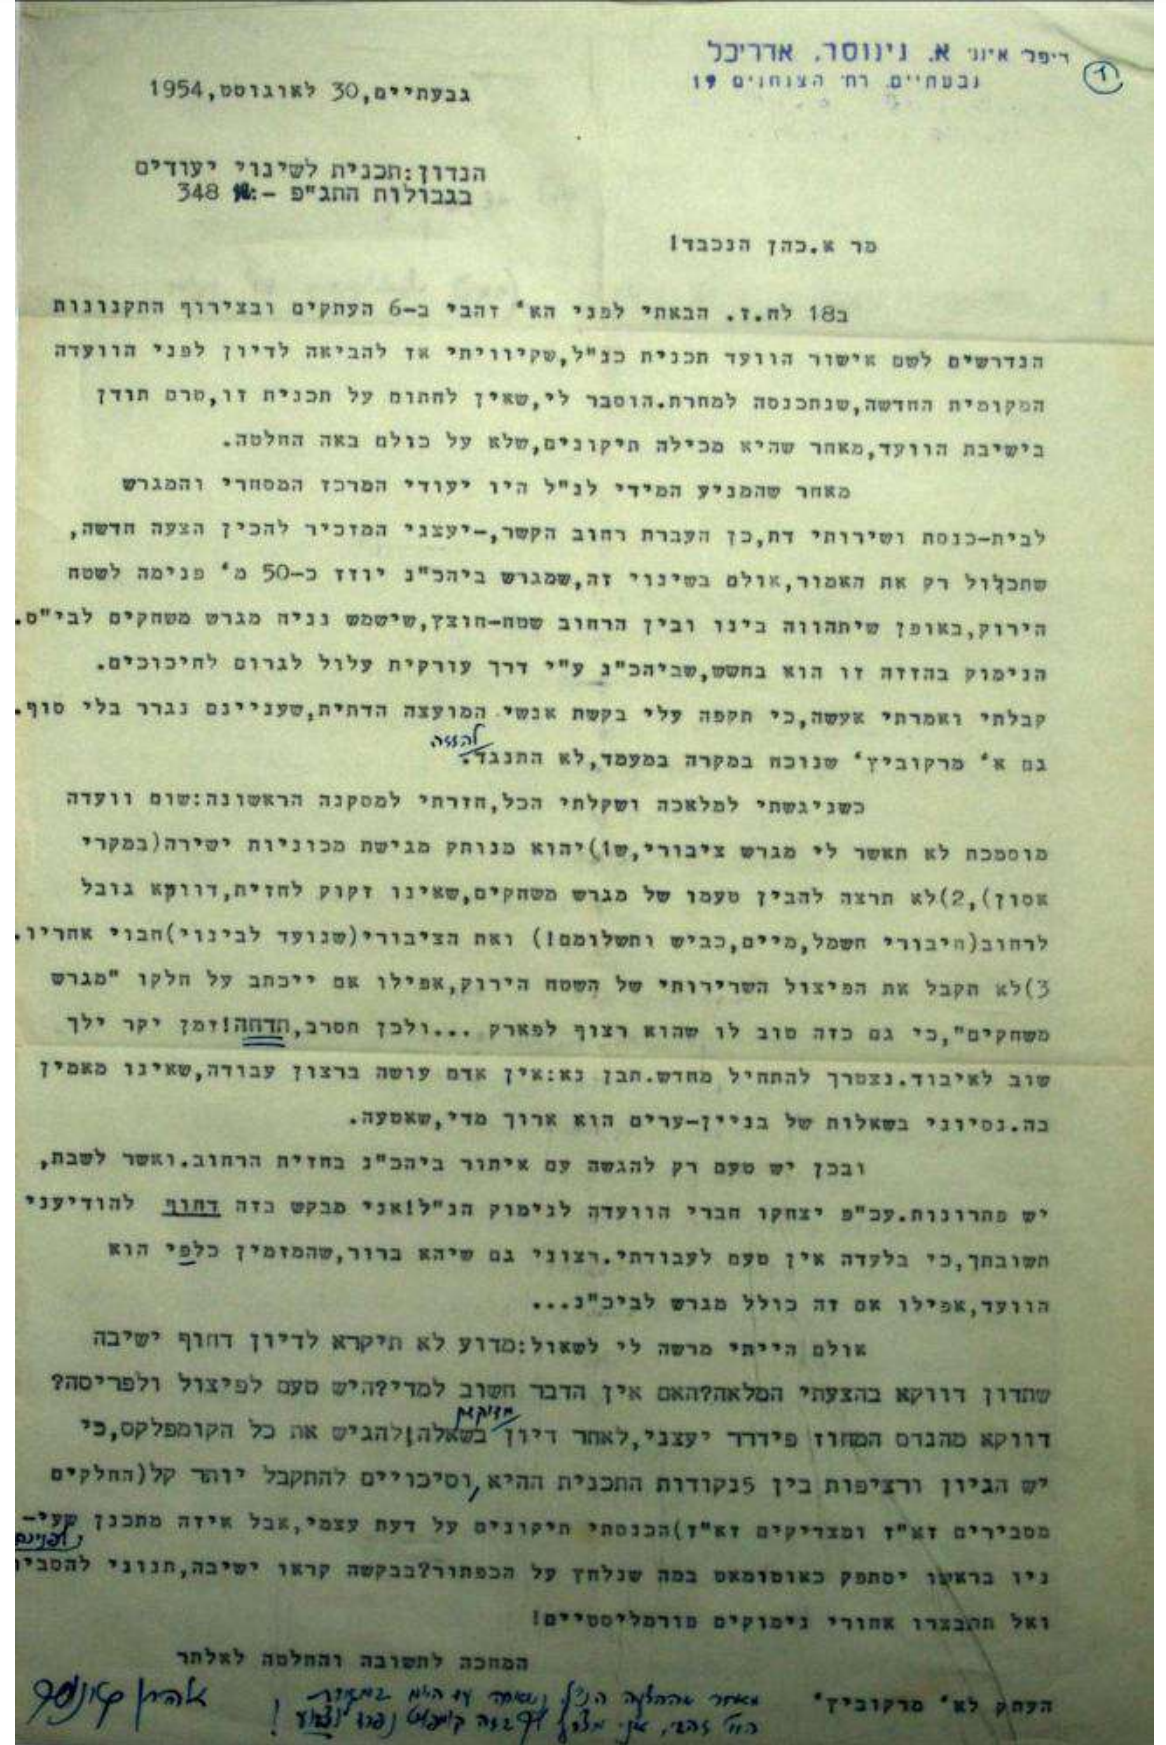 דיפל אינג' א. נינוסר. אדריכל
גבעתיים. רח' הצנחנים 19
1
גבעתיים,30 לאוגוסט,1954
הנדון:תכנית לשינוי יעודים
בגבולות התב"פ -: 348
מר א.כהן הנכבד!
ב18 לח.ז. הבאתי לפני הא' זהבי ב-6 העתקים ובצירוף התקנונות
הנדרשים לשם אישור הוועד תכנית כנ"ל,שקיוויתי אז להביאה לדיון לפני הוועדה
המקומית החדשה,שנתכנסה למחרת.הוסבר לי,שאין לחתום על תכנית זו,טרם תודן
בישיבת הוועד,מאחר שהיא מכילה תיקונים,שלא על כולם באה החלטה.
מאחר שהמניע המידי לנ"ל היו יעודי המרכז המסחרי והמגרש
לבית-כנסת ושירותי דת,כן העברת רחוב הקשר,-יעצני המזכיר להכין הצעה חדשה,
שתכלול רק את האמור,אולם בשינוי זה,שמגרש ביהכ"נ יוזז כ-50 מ' פנימה לשטח
הירוק,באופן שיתהווה בינו ובין הרחוב שטח-חוצץ,שישמש נניח מגרש משחקים לבי"ס.
הנימוק בהזזה זו הוא בחשש,שביהכ"נ ע"י דרך עורקית עלול לגרום לחיכוכים.
קבלתי ואמרתי אעשה,כי תקפה עלי בקשת אנשי המועצה הדתית,שעניינם נגרר בלי סוף.
גם א' מרקוביץ' שנוכח במקרה במעמד,לא התנגד להזזה.
כשניגשתי למלאכה ושקלתי הכל,חזרתי למסקנה הראשונה:שום וועדה
מוסמכת לא תאשר לי מגרש ציבורי,ש1)יהוא מנותק מגישת מכוניות ישירה(במקרי
אסון),2)לא תרצה להבין טעמו של מגרש משחקים,שאינו זקוק לחזית,דווקא גובל
לרחוב(חיבורי חשמל,מיים,כביש ותשלומם!) ואת הציבורי(שנועד לבינוי)חבוי אחריו.
3)לא תקבל את הפיצול השרירותי של השטח הירוק,אפילו אם ייכתב על חלקו "מגרש
משחקים",כי גם כזה טוב לו שהוא רצוף לפארק ...ולכן תסרב,תדחה!זמן יקר ילך
שוב לאיבוד.נצטרך להתחיל מחדש.תבן נא:אין אדם עושה ברצון עבודה,שאינו מאמין
בה.נסיוני בשאלות של בניין-ערים הוא ארוך מדי,שאטעה.
ובכן יש טעם רק להגשה עם איתור ביהכ"נ בחזית הרחוב.ואשר לשבת,
יש פתרונות.עכ"פ יצחקו חברי הוועדה לנימוק הנ"ל!אני מבקש בזה דחוף להודיעני
תשובתך,כי בלעדה אין טעם לעבודתי.רצוני גם שיהא ברור,שהמזמין כלפי הוא
הוועד,אפילו אם זה כולל מגרש לביכ"נ...
אולם הייתי מרשה לי לשאול:מדוע לא תיקרא לדיון דחוף ישיבה
שתדון דווקא בהצעתי המלאה?האם אין הדבר חשוב למדי?היש טעם לפיצול ולפריסה?
דווקא מהנדס המחוז פידרר יעצני,לאחר דיון מדוקדק בשאלה,להגיש את כל הקומפלקס,כי
יש הגיון ורציפות בין 5נקודות התכנית ההיא,וסיכויים להתקבל יותר קל(החלקים
מסבירים זא"ז ומצדיקים זא"ז)הכנסתי תיקונים על דעת עצמי,אבל איזה מתכנן שעי-
ניו בראשו יסתפק כאוטומאט במה שנלחץ על הכפתור?בבקשה קראו ישיבה,תנוני להסביר לפניכם,
ואל תתבצרו אחורי נימוקים פורמליסטיים!
המחכה לתשובה והחלטה לאלתר
העתק לא' מרקוביץ'
מאחר שההחלטה הנ"ל